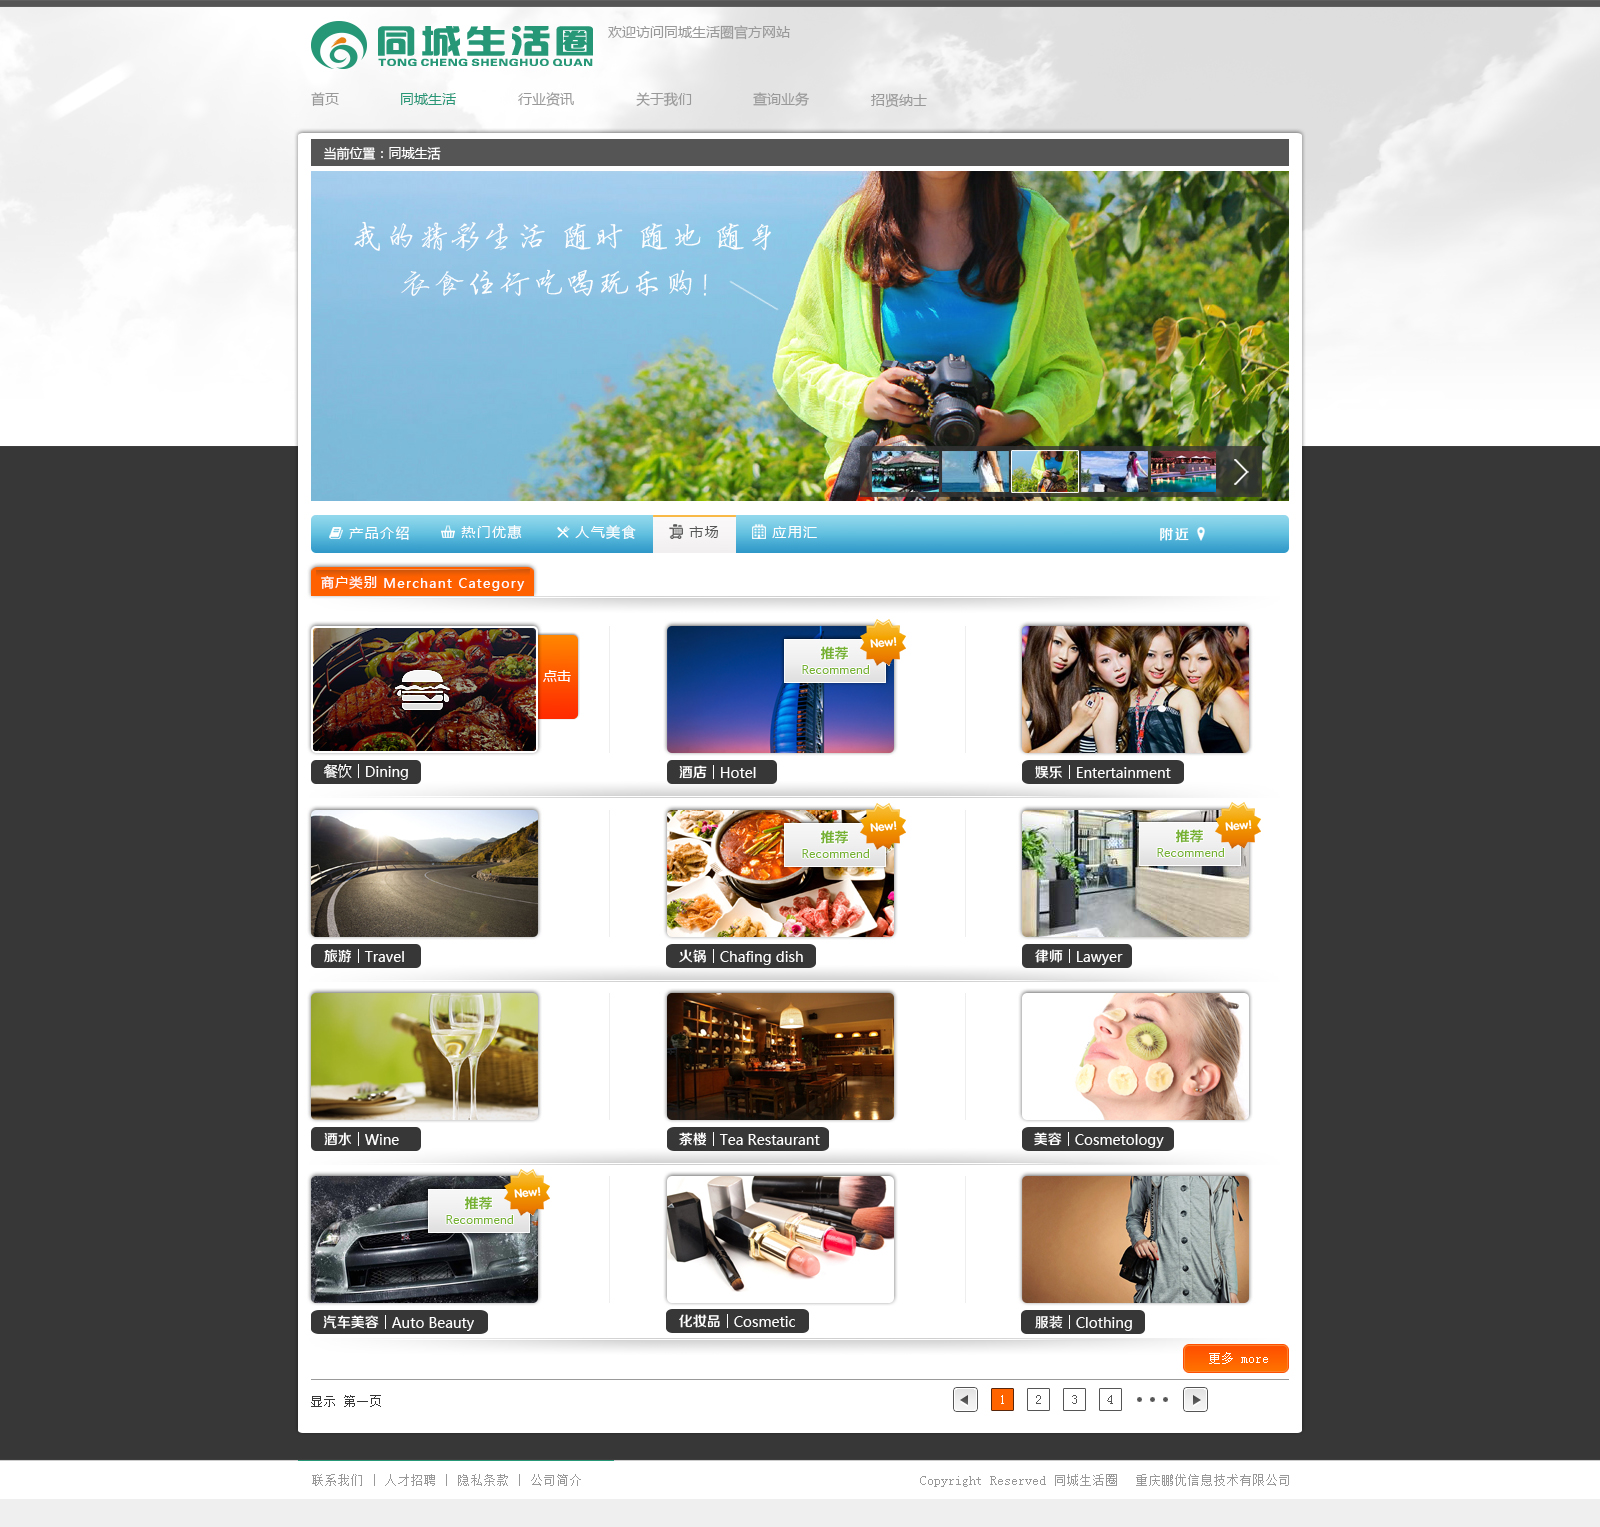 同城生活圈
TONG CHENG SHENGHUO QUAN
欢迎访问同城生活圈官方网站
首页 同城生活 行业资讯 关于我们 查询业务 招贤纳士
当前位置：同城生活
我的精彩生活 随时 随地 随身
衣食住行吃喝玩乐购！
Canon
产品介绍 热门优惠 人气美食 市场 应用汇 附近
商户类别 Merchant Category
点击
推荐
Recommend
New!
餐饮 | Dining
酒店 | Hotel
娱乐 | Entertainment
推荐
Recommend
New!
推荐
Recommend
New!
旅游 | Travel
火锅 | Chafing dish
律师 | Lawyer
酒水 | Wine
茶楼 | Tea Restaurant
美容 | Cosmetology
推荐
Recommend
New!
汽车美容 | Auto Beauty
化妆品 | Cosmetic
服装 | Clothing
更多 more
显示 第一页
1 2 3 4 • • •
联系我们 | 人才招聘 | 隐私条款 | 公司简介
Copyright Reserved 同城生活圈 重庆鹏优信息技术有限公司